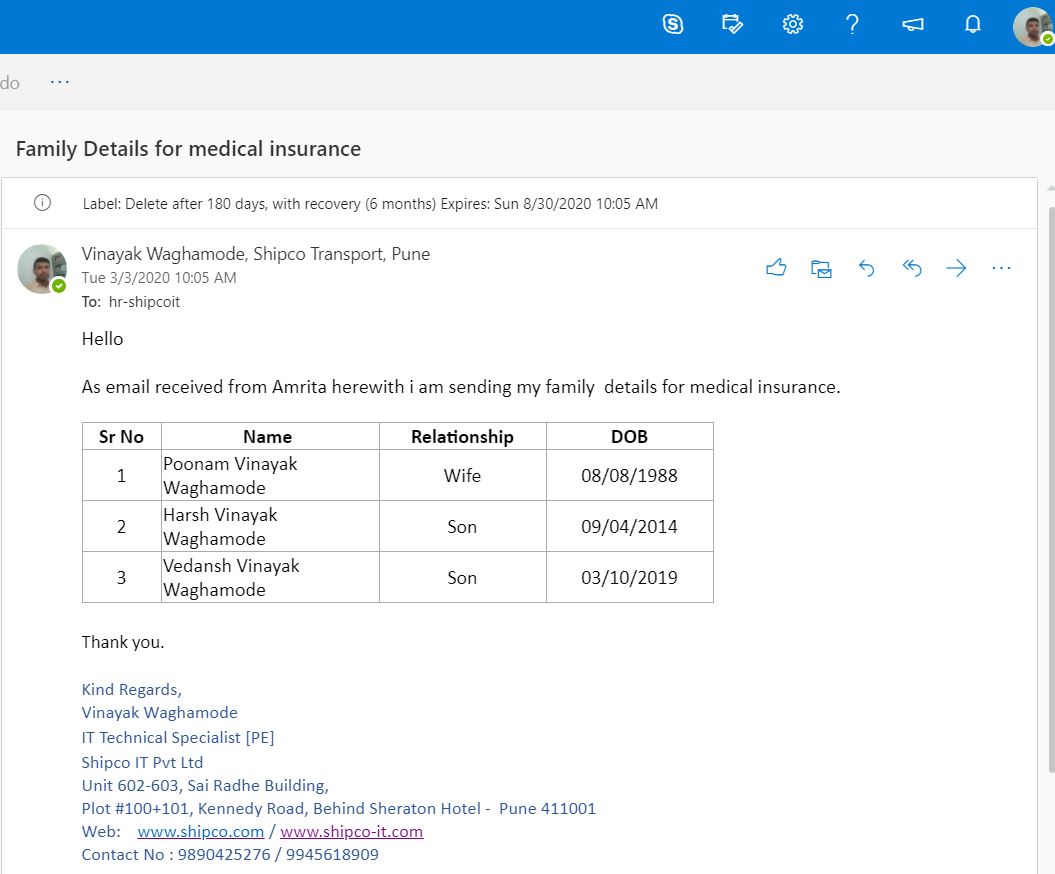 do ...
Family Details for medical insurance
Label: Delete after 180 days, with recovery (6 months) Expires: Sun 8/30/2020 10:05 AM
Vinayak Waghamode, Shipco Transport, Pune
Tue 3/3/2020 10:05 AM
To: hr-shipcoit
Hello
As email received from Amrita herewith i am sending my family details for medical insurance.
Sr No Name Relationship DOB
1 Poonam Vinayak Waghamode Wife 08/08/1988
2 Harsh Vinayak Waghamode Son 09/04/2014
3 Vedansh Vinayak Waghamode Son 03/10/2019
Thank you.
Kind Regards,
Vinayak Waghamode
IT Technical Specialist [PE]
Shipco IT Pvt Ltd
Unit 602-603, Sai Radhe Building,
Plot #100+101, Kennedy Road, Behind Sheraton Hotel - Pune 411001
Web: www.shipco.com / www.shipco-it.com
Contact No : 9890425276 / 9945618909